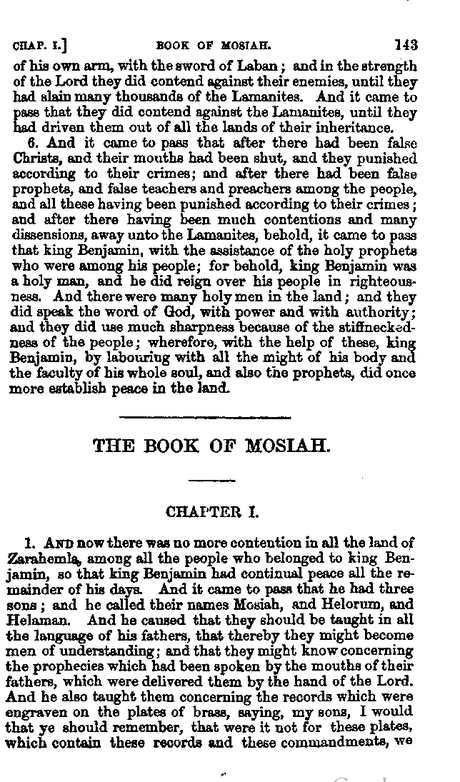 CHAP. I.] BOOK OF MOSIAH. 143
of his own arm, with the sword of Laban; and in the strength
of the Lord they did contend against their enemies, until they
had slain many thousands of the Lamanites. And it came to
pass that they did contend against the Lamanites, until they
had driven them out of all the lands of their inheritance.
6. And it came to pass that after there had been false
Christs, and their mouths had been shut, and they punished
according to their crimes; and after there had been false
prophets, and false teachers and preachers among the people,
and all these having been punished according to their crimes;
and after there having been much contentions and many
dissensions, away unto the Lamanites, behold, it came to pass
that king Benjamin, with the assistance of the holy prophets
who were among his people; for behold, king Benjamin was
a holy man, and he did reign over his people in righteous-
ness. And there were many holy men in the land; and they
did speak the word of God, with power and with authority;
and they did use much sharpness because of the stiffnecked-
ness of the people; wherefore, with the help of these, king
Benjamin, by labouring with all the might of his body and
the faculty of his whole soul, and also the prophets, did once
more establish peace in the land.
THE BOOK OF MOSIAH.
CHAPTER I.
1. AND now there was no more contention in all the land of
Zarahemla, among all the people who belonged to king Ben-
jamin, so that king Benjamin had continual peace all the re-
mainder of his days. And it came to pass that he had three
sons; and he called their names Mosiah, and Helorum, and
Helaman. And he caused that they should be taught in all
the language of his fathers, that thereby they might become
men of understanding; and that they might know concerning
the prophecies which had been spoken by the mouths of their
fathers, which were delivered them by the hand of the Lord.
And he also taught them concerning the records which were
engraven on the plates of brass, saying, my sons, I would
that ye should remember, that were it not for these plates,
which contain these records and these commandments, we